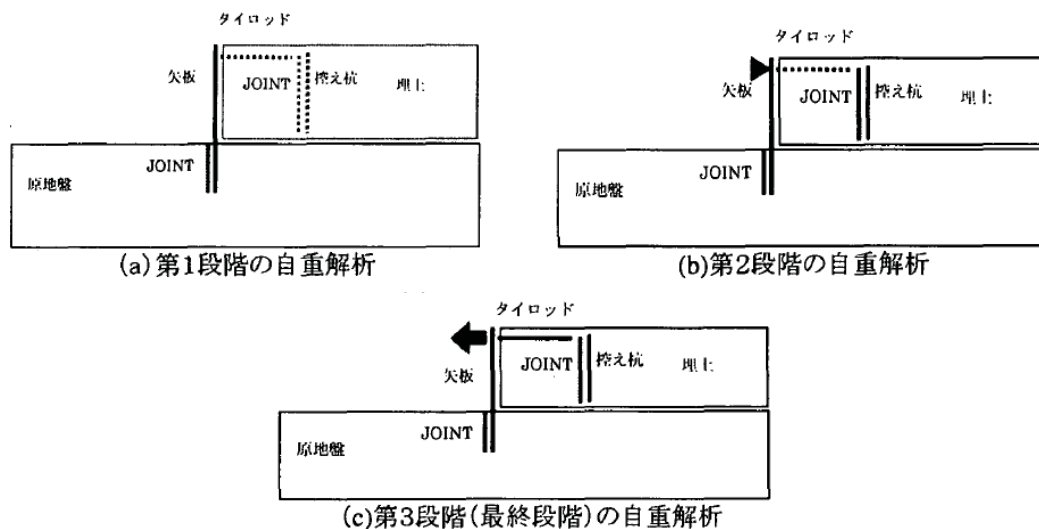 タイロッド
矢板
JOINT
控え杭
埋土
JOINT
原地盤
(a)第1段階の自重解析
タイロッド
矢板
JOINT
控え杭
埋土
JOINT
原地盤
(b)第2段階の自重解析
タイロッド
矢板
JOINT
控え杭
埋土
JOINT
原地盤
(c)第3段階(最終段階)の自重解析